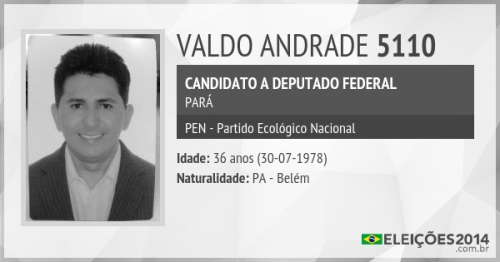 VALDO ANDRADE 5110
CANDIDATO A DEPUTADO FEDERAL
PARÁ
PEN - Partido Ecológico Nacional
Idade: 36 anos (30-07-1978)
Naturalidade: PA - Belém
ELEIÇÕES2014
.com.br